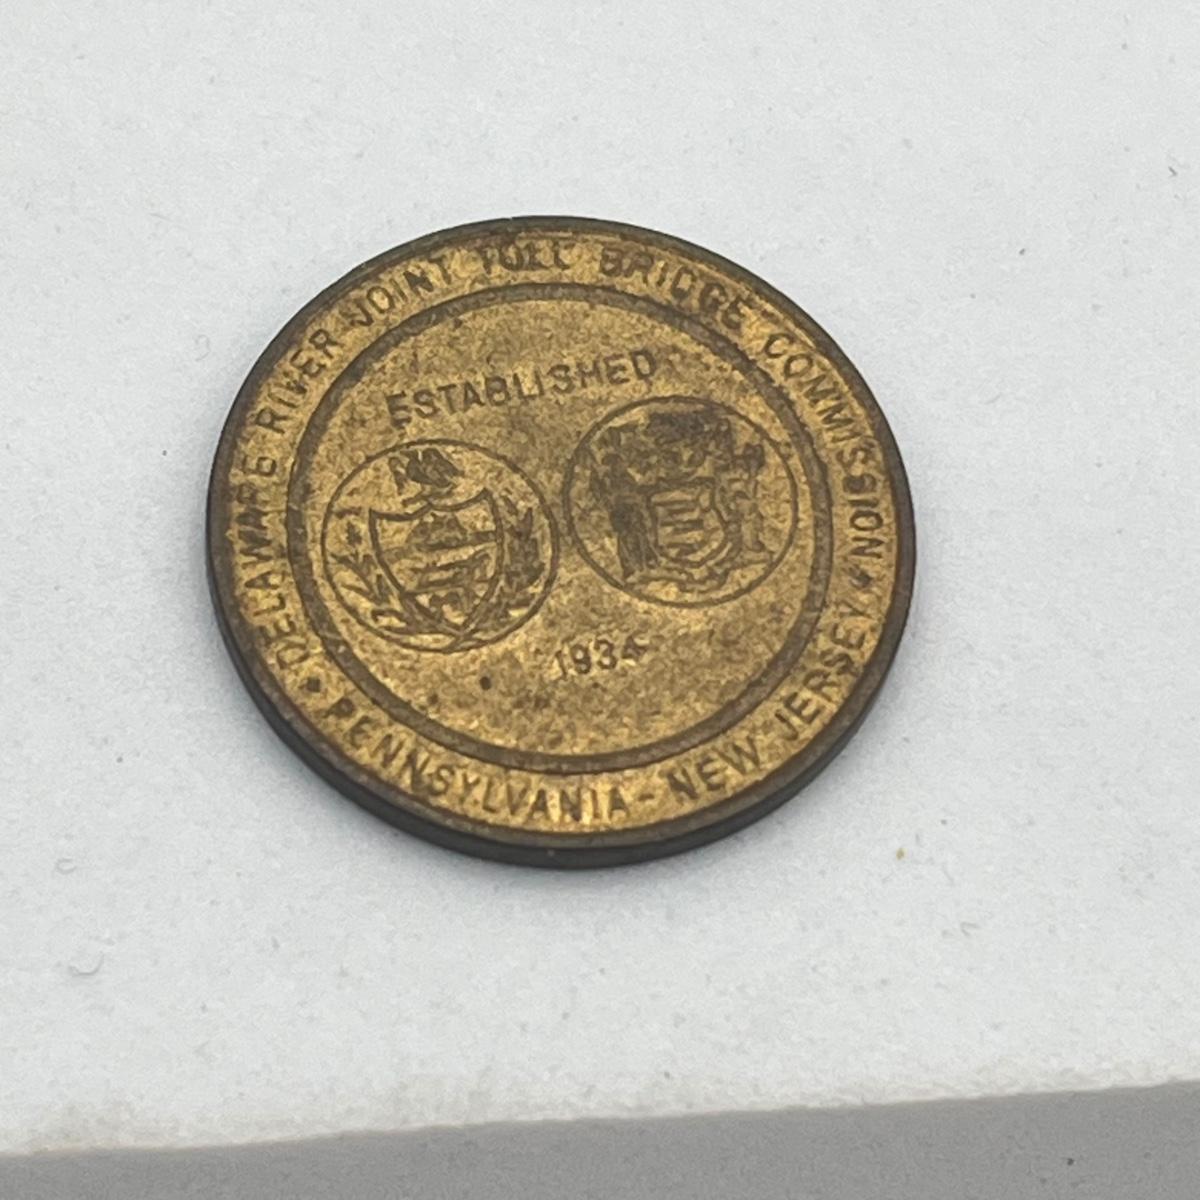 DELAWARE RIVER JOINT TOLL BRIDGE COMMISSION
ESTABLISHED
1934
PENNSYLVANIA - NEW JERSEY